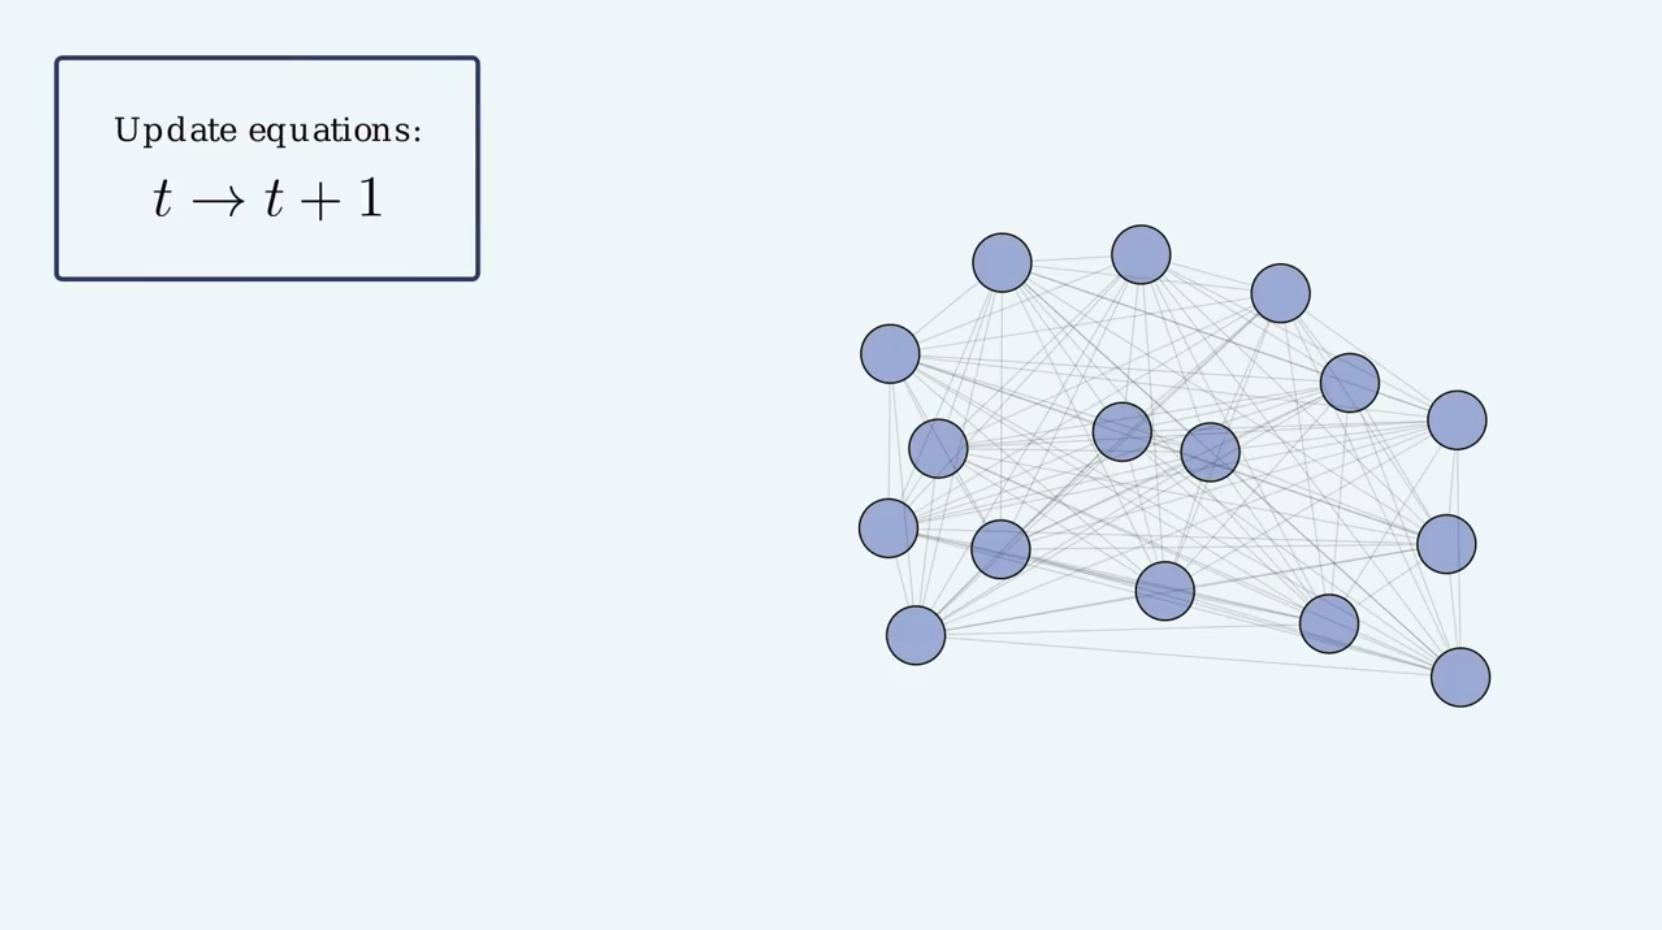 Update equations:
t → t + 1